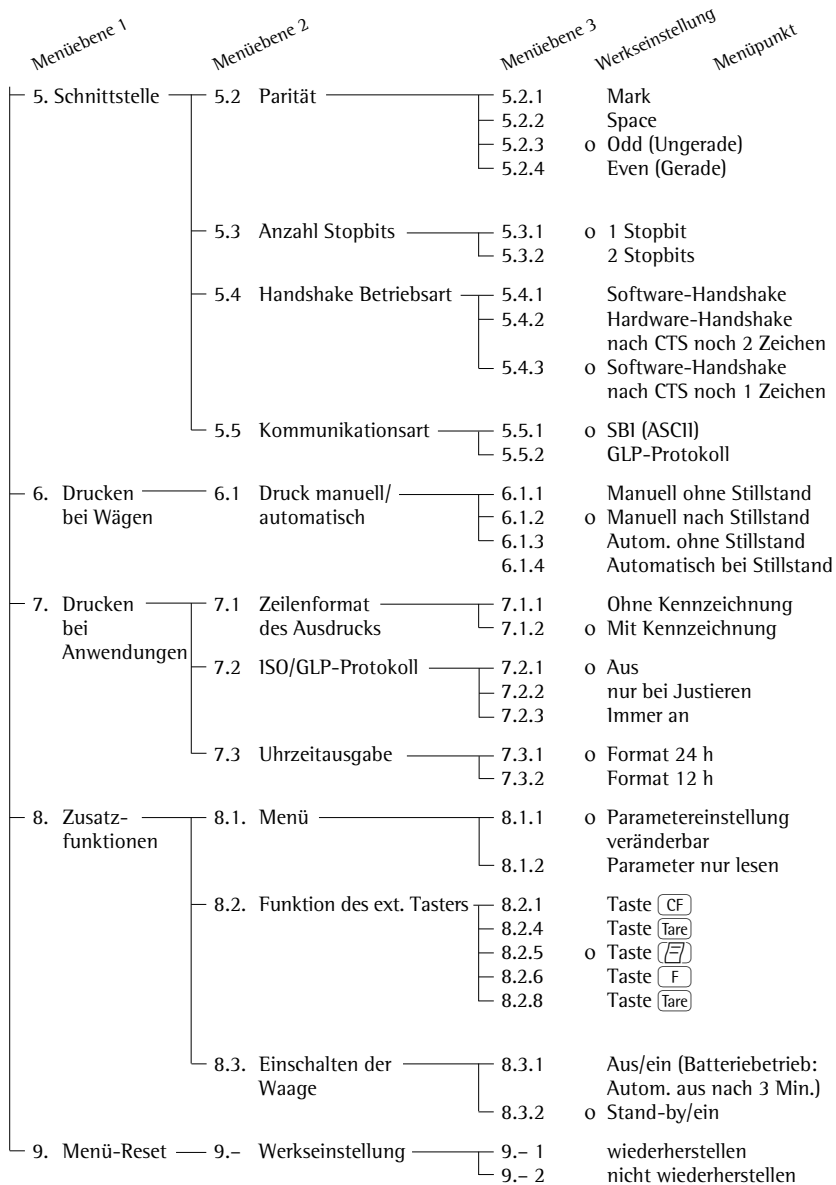 Menüebene 1 Menüebene 2 Menüebene 3 Werkseinstellung Menüpunkt
5. Schnittstelle 5.2 Parität 5.2.1 Mark
5.2.2 Space
5.2.3 o Odd (Ungerade)
5.2.4 Even (Gerade)
5.3 Anzahl Stopbits 5.3.1 o 1 Stopbit
5.3.2 2 Stopbits
5.4 Handshake Betriebsart 5.4.1 Software-Handshake
5.4.2 Hardware-Handshake
nach CTS noch 2 Zeichen
5.4.3 o Software-Handshake
nach CTS noch 1 Zeichen
5.5 Kommunikationsart 5.5.1 o SBI (ASCII)
5.5.2 GLP-Protokoll
6. Drucken 6.1 Druck manuell/ 6.1.1 Manuell ohne Stillstand
bei Wägen automatisch 6.1.2 o Manuell nach Stillstand
6.1.3 Autom. ohne Stillstand
6.1.4 Automatisch bei Stillstand
7. Drucken 7.1 Zeilenformat 7.1.1 Ohne Kennzeichnung
bei des Ausdrucks 7.1.2 o Mit Kennzeichnung
Anwendungen
7.2 ISO/GLP-Protokoll 7.2.1 o Aus
7.2.2 nur bei Justieren
7.2.3 Immer an
7.3 Uhrzeitausgabe 7.3.1 o Format 24 h
7.3.2 Format 12 h
8. Zusatz- 8.1. Menü 8.1.1 o Parametereinstellung
funktionen veränderbar
8.1.2 Parameter nur lesen
8.2. Funktion des ext. Tasters 8.2.1 Taste CF
8.2.4 Taste Tare
8.2.5 o Taste
8.2.6 Taste F
8.2.8 Taste Tare
8.3. Einschalten der 8.3.1 Aus/ein (Batteriebetrieb:
Waage Autom. aus nach 3 Min.)
8.3.2 o Stand-by/ein
9. Menü-Reset 9.– Werkseinstellung 9.– 1 wiederherstellen
9.– 2 nicht wiederherstellen